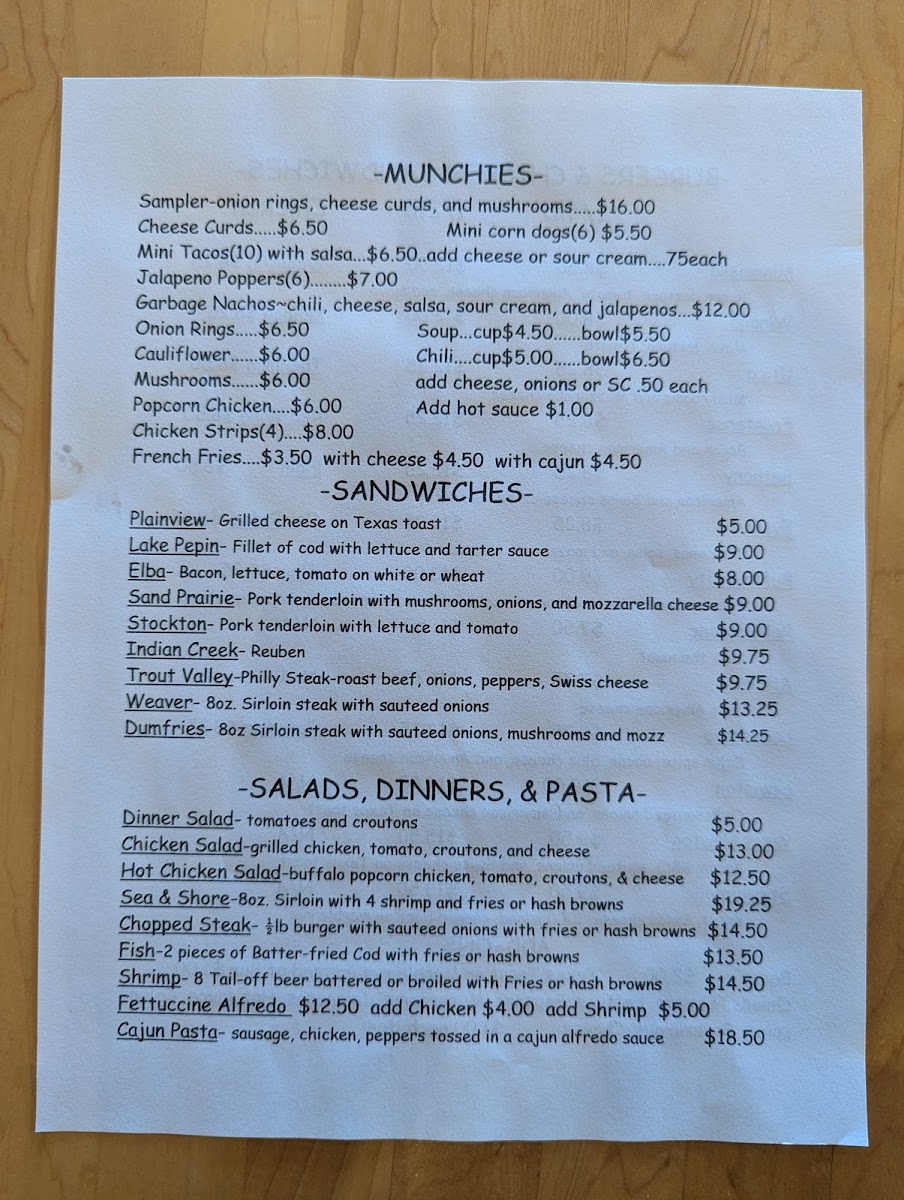 -MUNCHIES-
Sampler-onion rings, cheese curds, and mushrooms.....$16.00
Cheese Curds.....$6.50 Mini corn dogs(6) $5.50
Mini Tacos(10) with salsa...$6.50..add cheese or sour cream....75each
Jalapeno Poppers(6)........$7.00
Garbage Nachos~chili, cheese, salsa, sour cream, and jalapenos...$12.00
Onion Rings.....$6.50 Soup...cup$4.50......bowl$5.50
Cauliflower......$6.00 Chili....cup$5.00......bowl$6.50
Mushrooms......$6.00 add cheese, onions or SC .50 each
Popcorn Chicken....$6.00 Add hot sauce $1.00
Chicken Strips(4)....$8.00
French Fries....$3.50 with cheese $4.50 with cajun $4.50
-SANDWICHES-
Plainview- Grilled cheese on Texas toast $5.00
Lake Pepin- Fillet of cod with lettuce and tarter sauce $9.00
Elba- Bacon, lettuce, tomato on white or wheat $8.00
Sand Prairie- Pork tenderloin with mushrooms, onions, and mozzarella cheese $9.00
Stockton- Pork tenderloin with lettuce and tomato $9.00
Indian Creek- Reuben $9.75
Trout Valley-Philly Steak-roast beef, onions, peppers, Swiss cheese $9.75
Weaver- 8oz. Sirloin steak with sauteed onions $13.25
Dumfries- 8oz Sirloin steak with sauteed onions, mushrooms and mozz $14.25
-SALADS, DINNERS, & PASTA-
Dinner Salad- tomatoes and croutons $5.00
Chicken Salad-grilled chicken, tomato, croutons, and cheese $13.00
Hot Chicken Salad-buffalo popcorn chicken, tomato, croutons, & cheese $12.50
Sea & Shore-8oz. Sirloin with 4 shrimp and fries or hash browns $19.25
Chopped Steak- ½lb burger with sauteed onions with fries or hash browns $14.50
Fish-2 pieces of Batter-fried Cod with fries or hash browns $13.50
Shrimp- 8 Tail-off beer battered or broiled with Fries or hash browns $14.50
Fettuccine Alfredo $12.50 add Chicken $4.00 add Shrimp $5.00
Cajun Pasta- sausage, chicken, peppers tossed in a cajun alfredo sauce $18.50